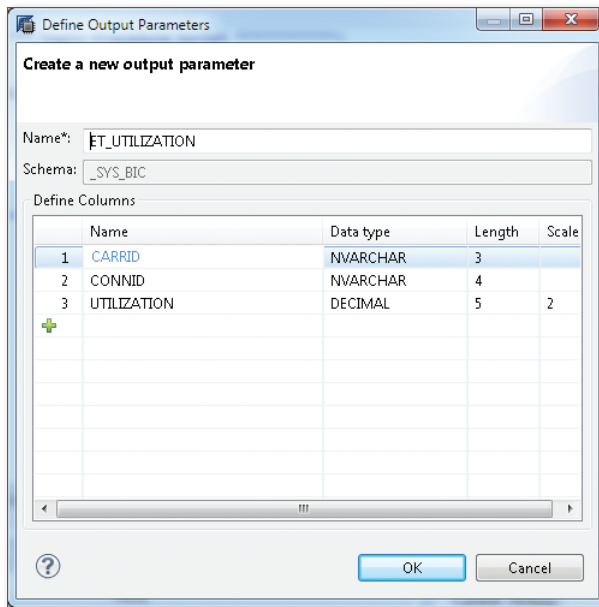 Define Output Parameters
Create a new output parameter
Name*: ET_UTILIZATION
Schema: _SYS_BIC
Define Columns
Name Data type Length Scale
1 CARRID NVARCHAR 3
2 CONNID NVARCHAR 4
3 UTILIZATION DECIMAL 5 2
OK Cancel